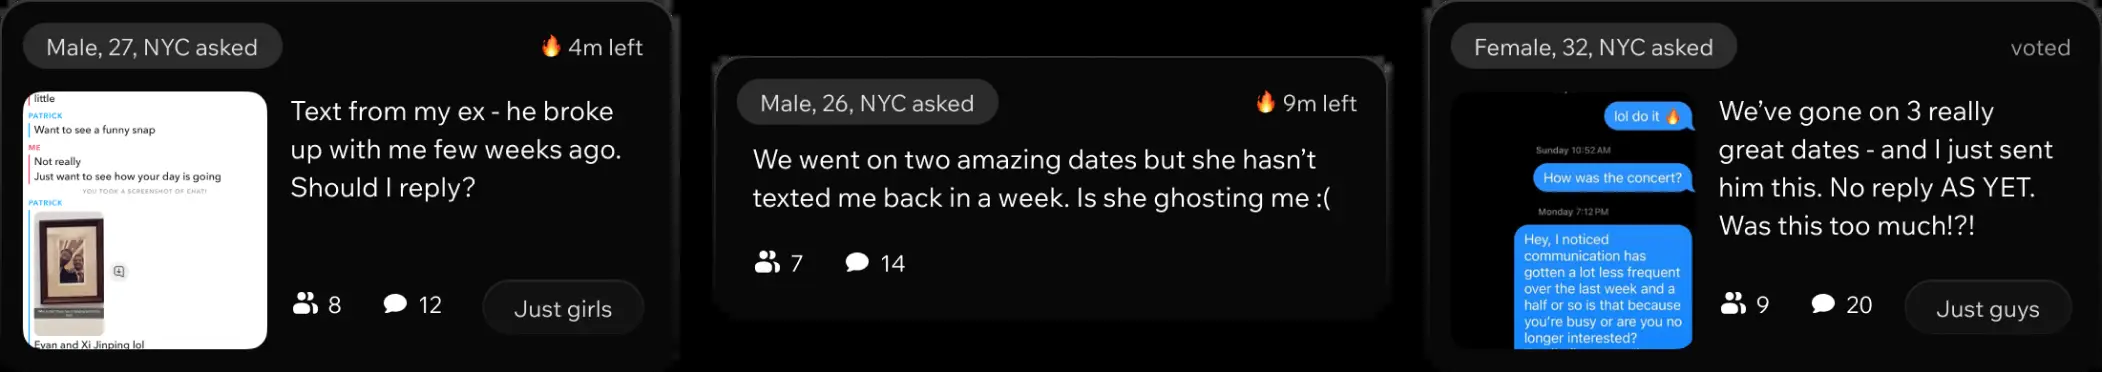 Male, 27, NYC asked
🔥 4m left
little
PATRICK
Want to see a funny snap
ME
Not really
Just want to see how your day is going
YOU TOOK A SCREENSHOT OF CHAT!
PATRICK
Evan and Xi Jinping lol
Text from my ex - he broke
up with me few weeks ago.
Should I reply?
8
12
Just girls
Male, 26, NYC asked
🔥 9m left
We went on two amazing dates but she hasn't
texted me back in a week. Is she ghosting me :(
7
14
Female, 32, NYC asked
voted
lol do it 🔥
Sunday 10:52 AM
How was the concert?
Monday 7:12 PM
Hey, I noticed
communication has
gotten a lot less frequent
over the last week and a
half or so is that because
you're busy or are you no
longer interested?
We've gone on 3 really
great dates - and I just sent
him this. No reply AS YET.
Was this too much!?!
9
20
Just guys